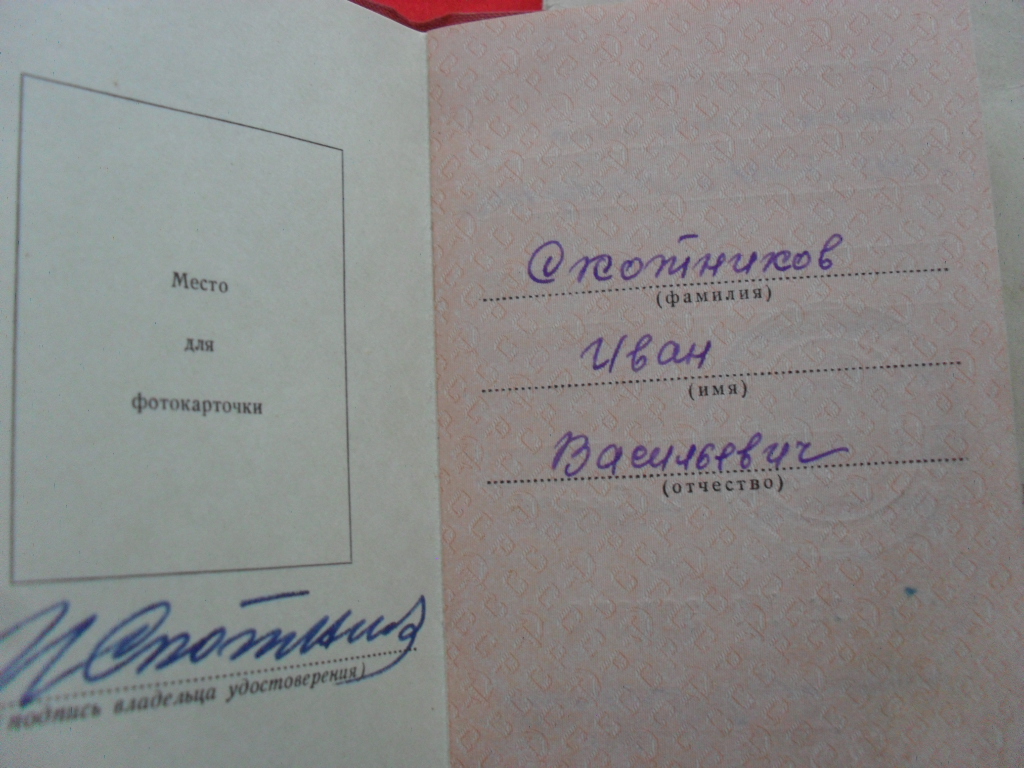 Место
для
фотокарточки
подпись владельца удостоверения)
Охотников
(фамилия)
Иван
(имя)
Васильевич
(отчество)